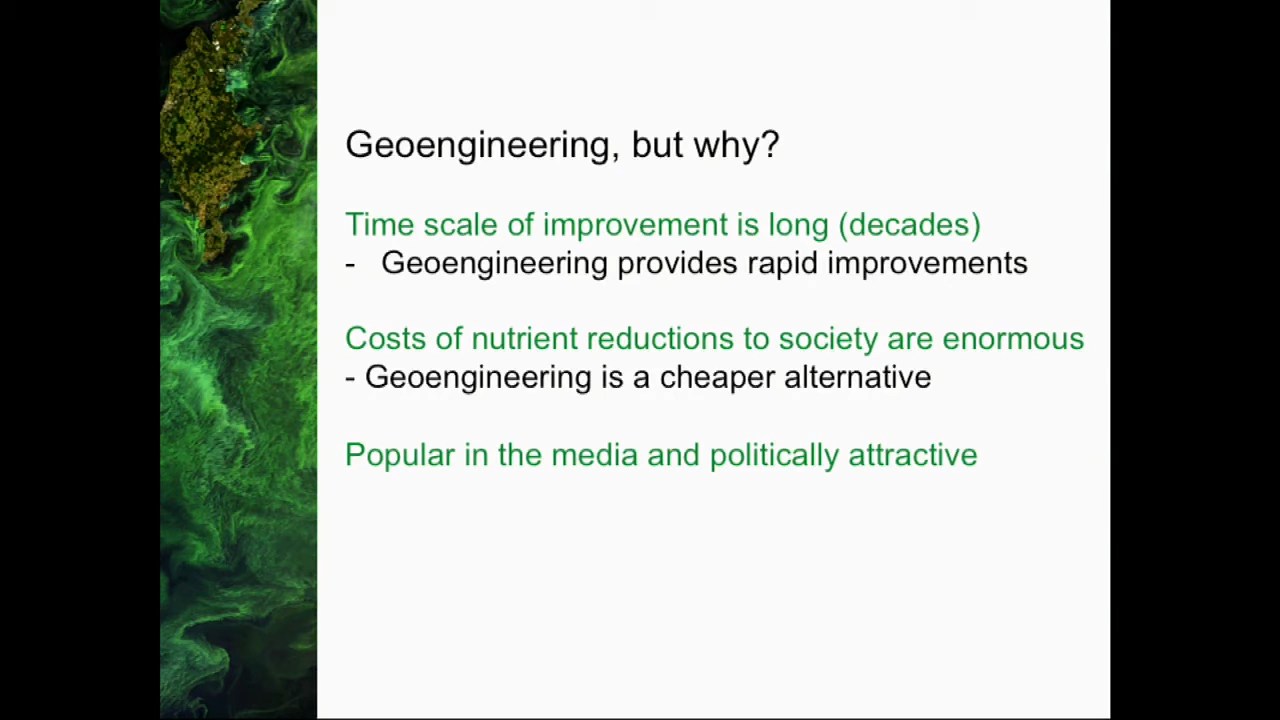 Geoengineering, but why?
Time scale of improvement is long (decades)
- Geoengineering provides rapid improvements
Costs of nutrient reductions to society are enormous
- Geoengineering is a cheaper alternative
Popular in the media and politically attractive